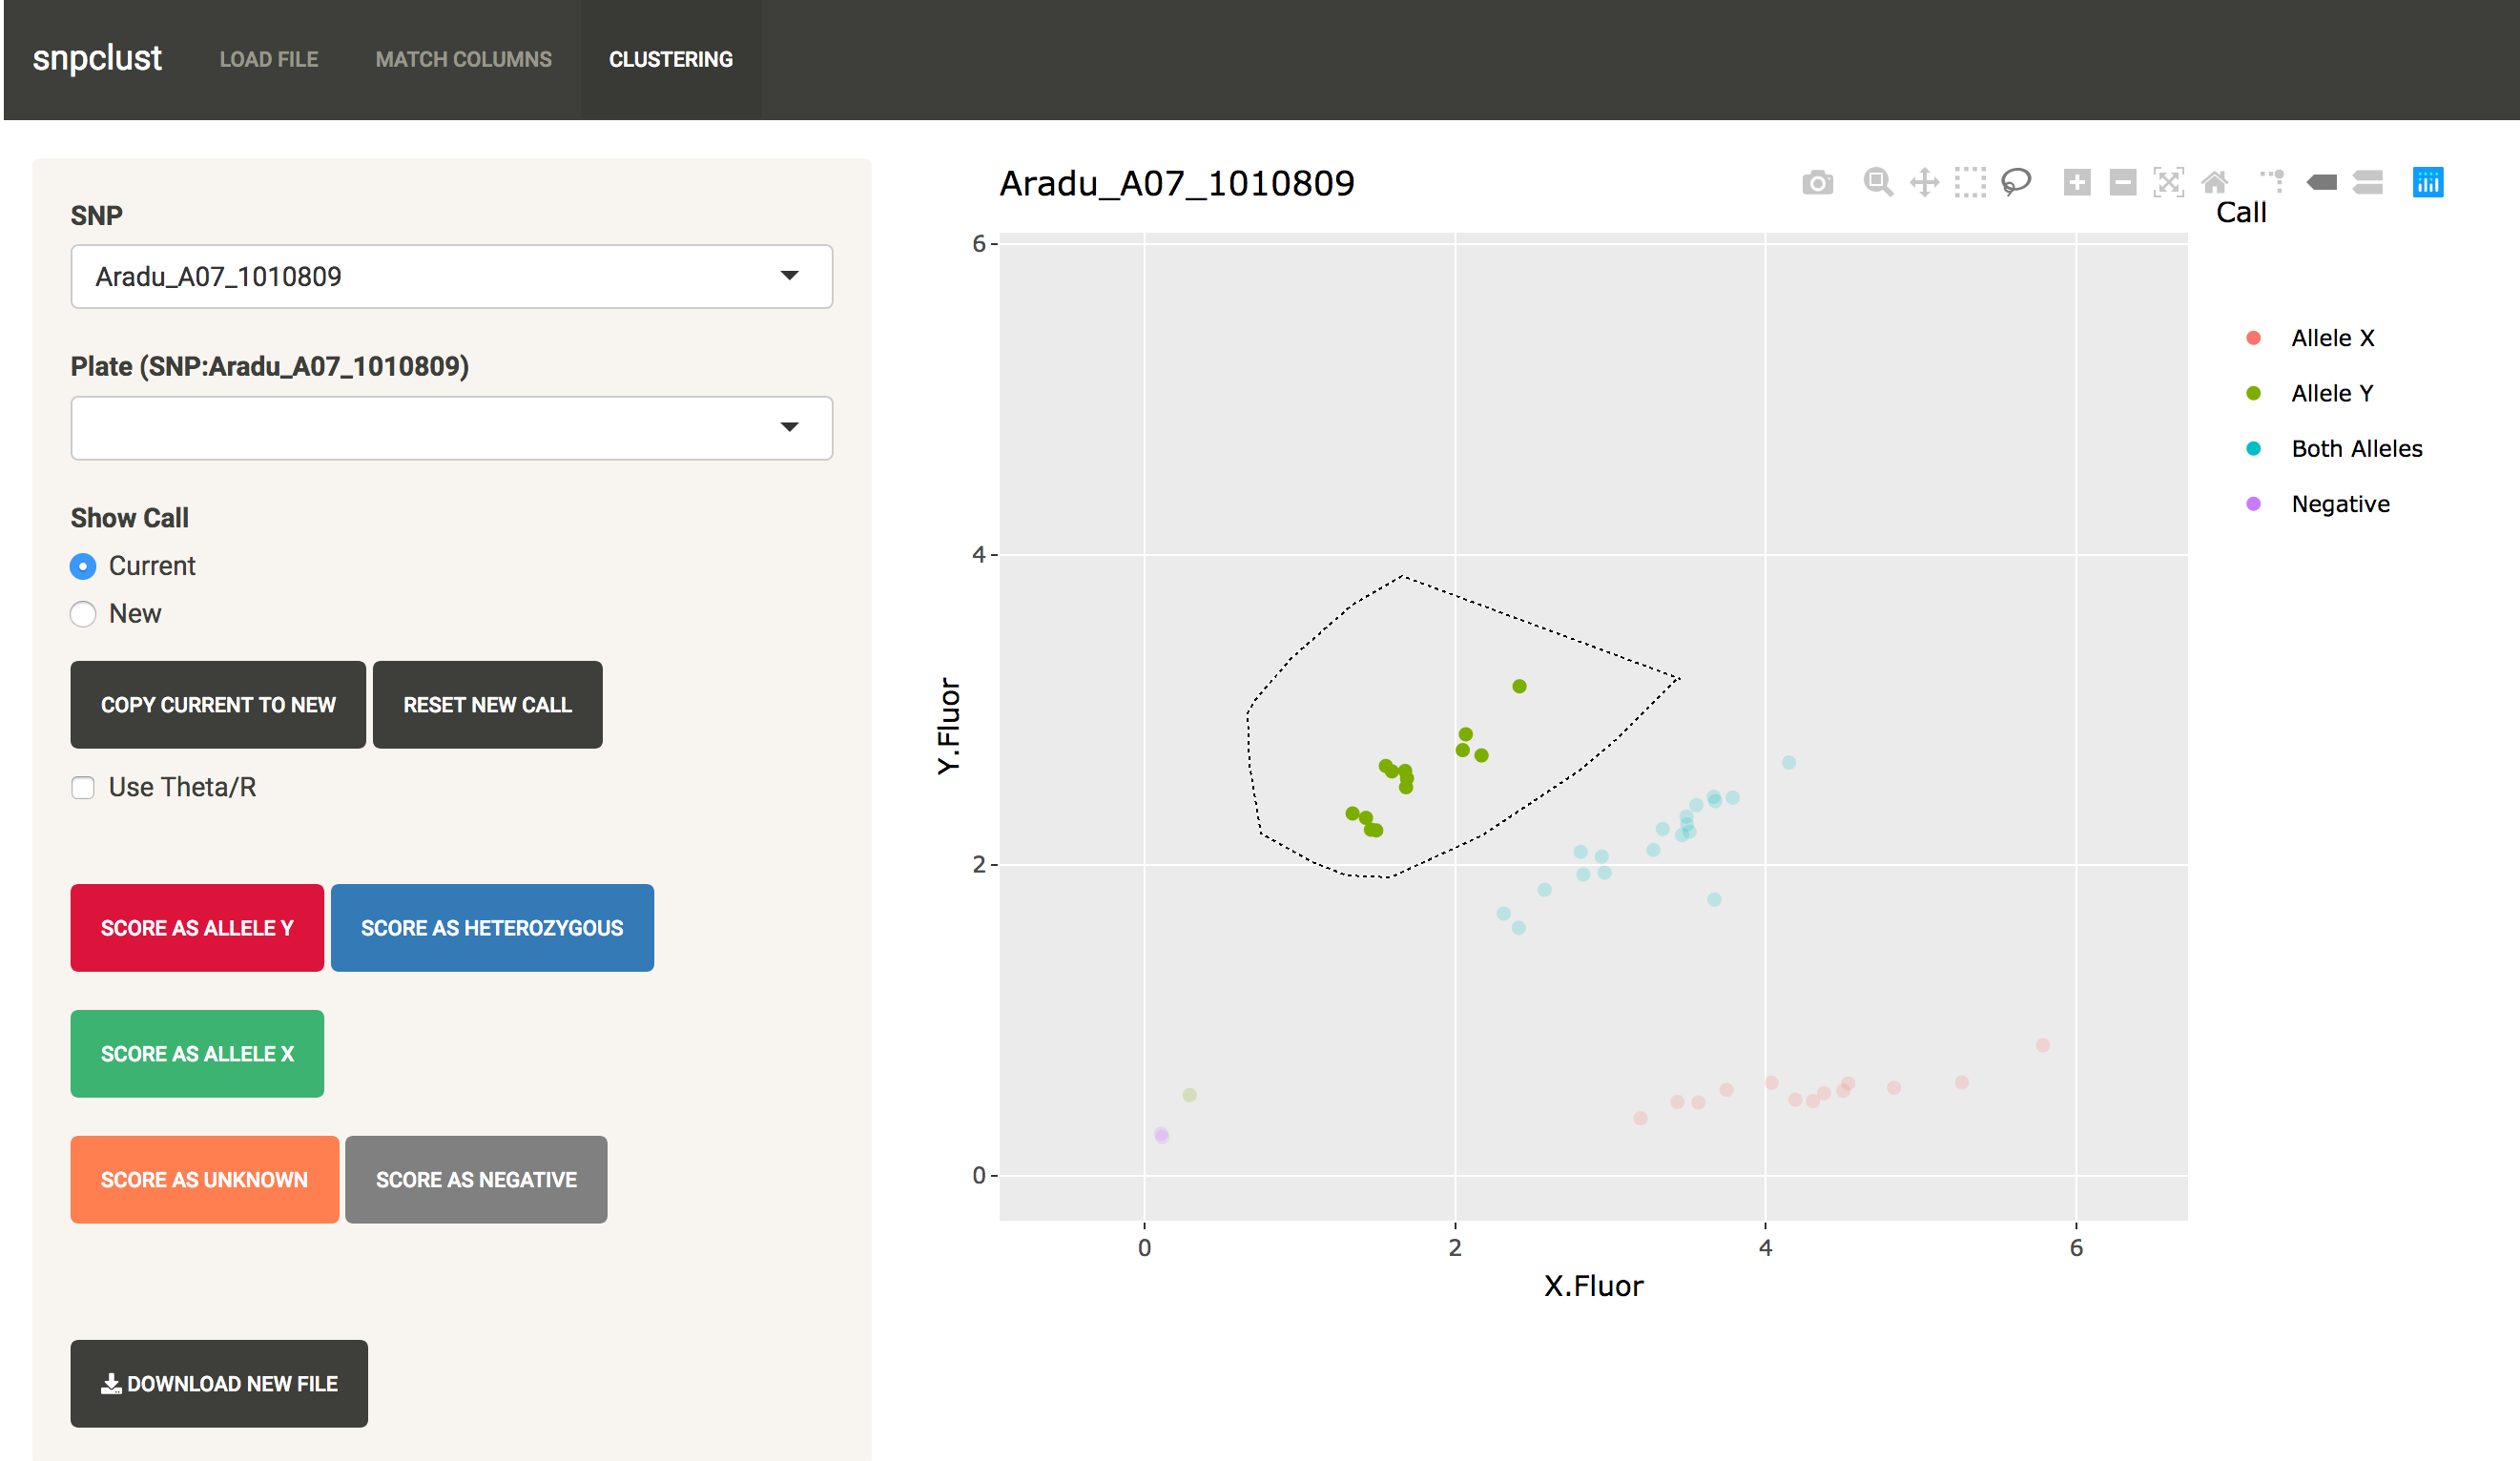 snpclust LOAD FILE MATCH COLUMNS CLUSTERING
SNP
Aradu_A07_1010809
Plate (SNP:Aradu_A07_1010809)
Show Call
Current
New
COPY CURRENT TO NEW RESET NEW CALL
Use Theta/R
SCORE AS ALLELE Y SCORE AS HETEROZYGOUS
SCORE AS ALLELE X
SCORE AS UNKNOWN SCORE AS NEGATIVE
DOWNLOAD NEW FILE
Aradu_A07_1010809
Call
Allele X
Allele Y
Both Alleles
Negative
Y.Fluor
6
4
2
0
0 2 4 6
X.Fluor